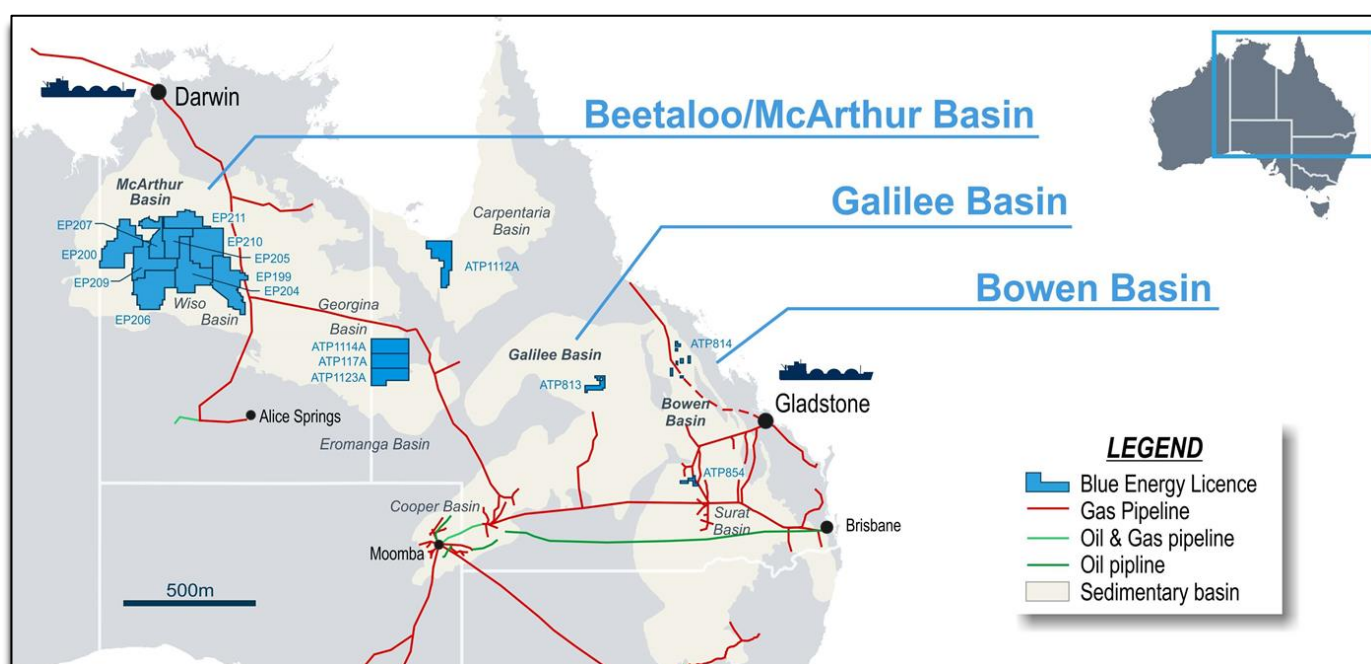 Darwin
Beetaloo/McArthur Basin
McArthur
Basin
Galilee Basin
Carpentaria
Basin
EP211
EP207
EP210
EP200
EP205
ATP1112A
EP209
EP199
EP204
Bowen Basin
Wiso
Basin
Georgina
Basin
EP206
ATP1114A
ATP117A
ATP1123A
Galilee Basin
ATP814
ATP813
Bowen
Basin
Gladstone
Alice Springs
Eromanga Basin
ATP854
Cooper Basin
Surat
Basin
Brisbane
Moomba
500m
LEGEND
Blue Energy Licence
Gas Pipeline
Oil & Gas pipeline
Oil pipline
Sedimentary basin